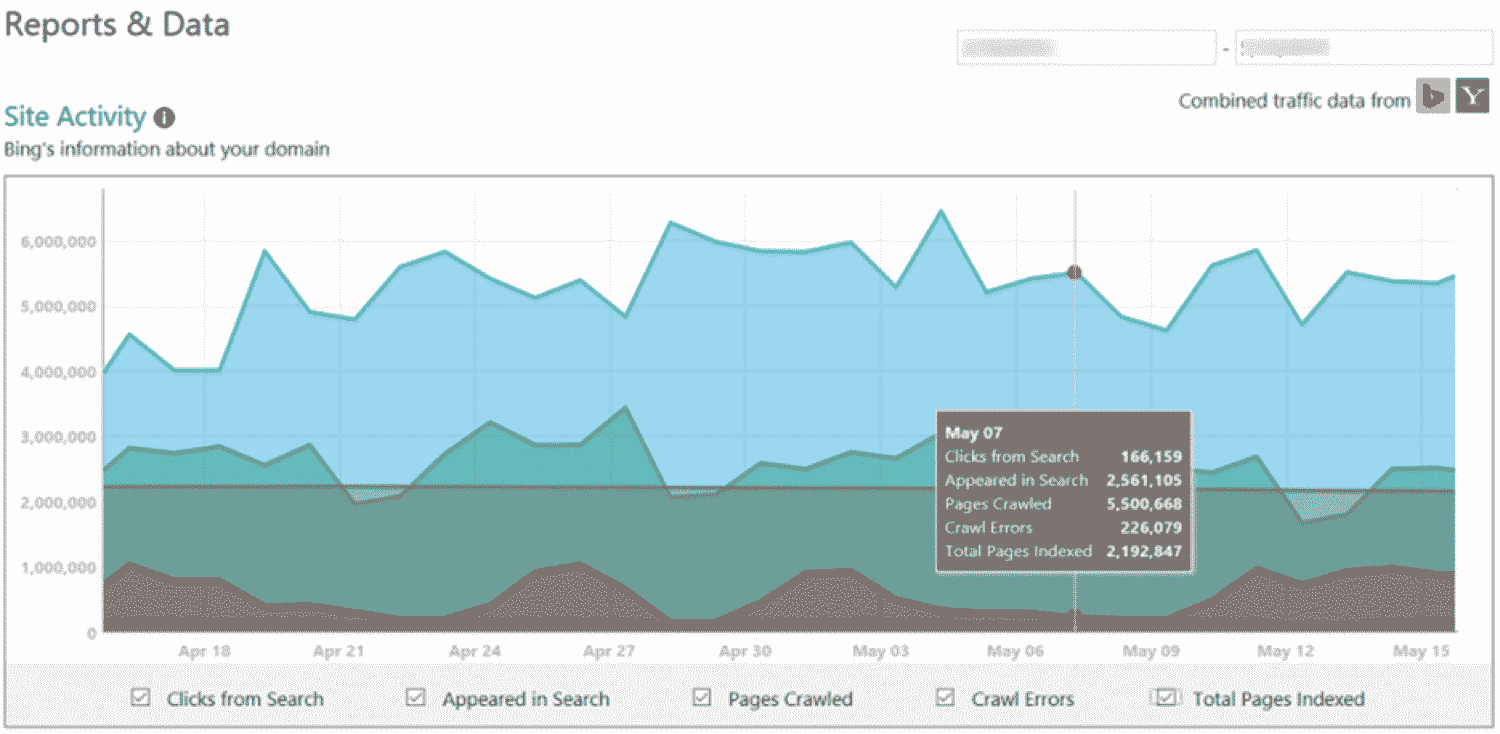 Reports & Data
-
Combined traffic data from
Site Activity
Bing's information about your domain
6,000,000
5,000,000
4,000,000
3,000,000
2,000,000
1,000,000
0
May 07
Clicks from Search 166,159
Appeared in Search 2,561,105
Pages Crawled 5,500,668
Crawl Errors 226,079
Total Pages Indexed 2,192,847
Apr 18 Apr 21 Apr 24 Apr 27 Apr 30 May 03 May 06 May 09 May 12 May 15
Clicks from Search Appeared in Search Pages Crawled Crawl Errors Total Pages Indexed